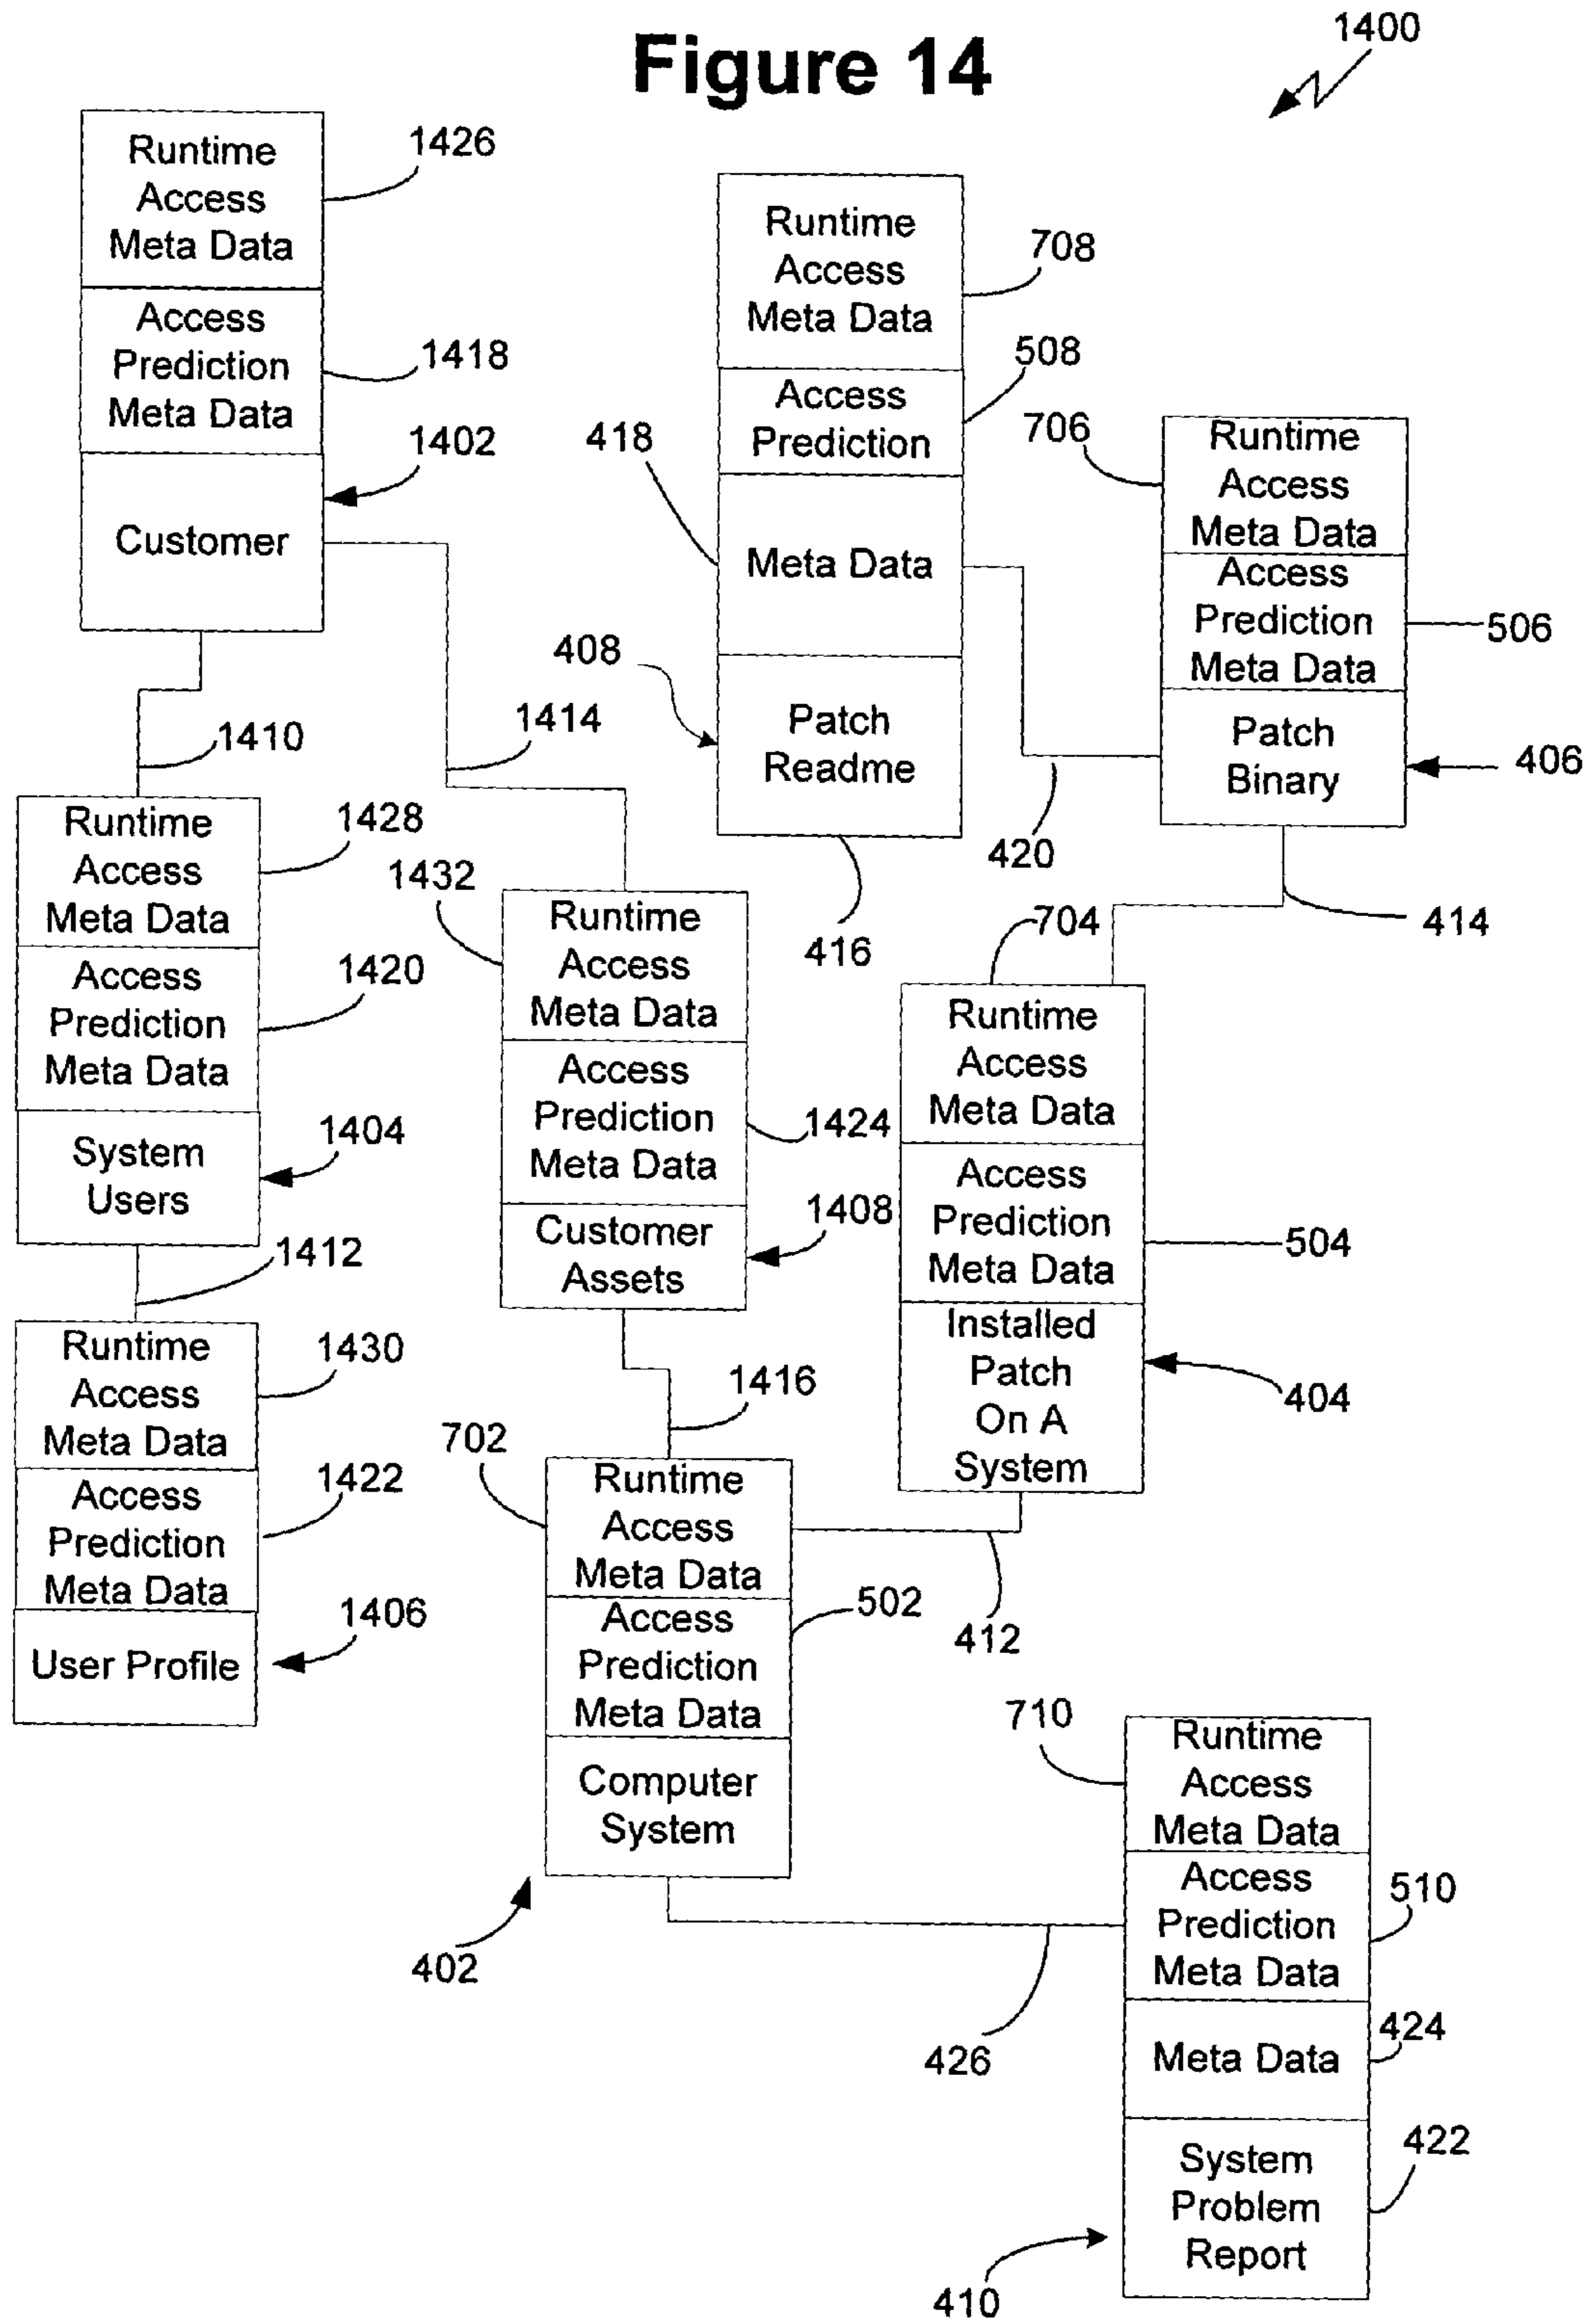 Figure 14
1400
Runtime
Access
Meta Data
1426
Access
Prediction
Meta Data
1418
Customer
1402
1410
1414
Runtime
Access
Meta Data
708
Access
Prediction
508
Meta Data
418
Patch
Readme
408
416
420
Runtime
Access
Meta Data
706
Access
Prediction
Meta Data
506
Patch
Binary
406
414
Runtime
Access
Meta Data
1428
Access
Prediction
Meta Data
1420
System
Users
1404
1412
Runtime
Access
Meta Data
1432
Access
Prediction
Meta Data
1424
Customer
Assets
1408
1416
Runtime
Access
Meta Data
704
Access
Prediction
Meta Data
504
Installed
Patch
On A
System
404
412
Runtime
Access
Meta Data
1430
Access
Prediction
Meta Data
1422
User Profile
1406
Runtime
Access
Meta Data
702
Access
Prediction
Meta Data
502
Computer
System
402
426
Runtime
Access
Meta Data
710
Access
Prediction
Meta Data
510
Meta Data
424
System
Problem
Report
422
410